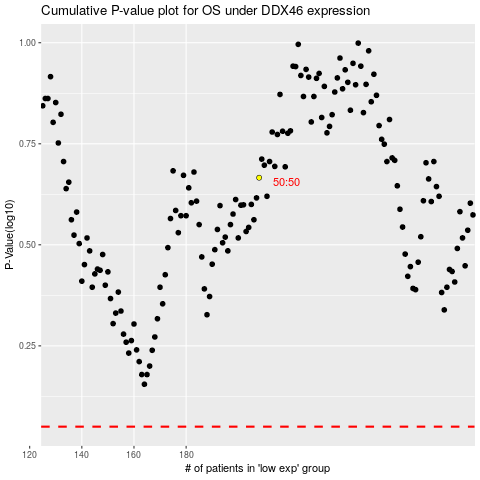 Cumulative P-value plot for OS under DDX46 expression
P-Value(log10)
1.00
0.75
0.50
0.25
50:50
120 140 160 180
# of patients in 'low exp' group